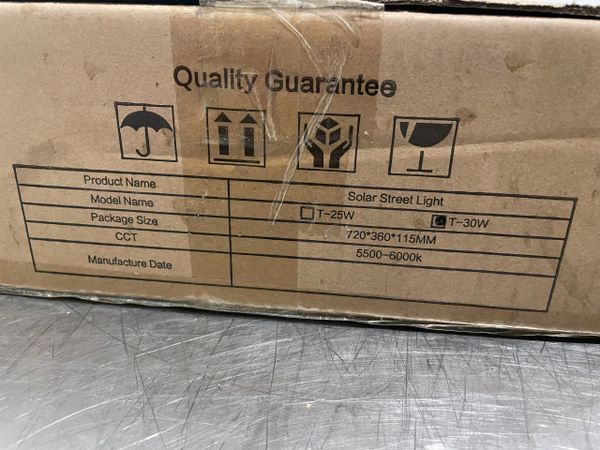 Quality Guarantee
Product Name Solar Street Light
Model Name T-25W T-30W
Package Size 720*360*115MM
CCT 5500-6000k
Manufacture Date